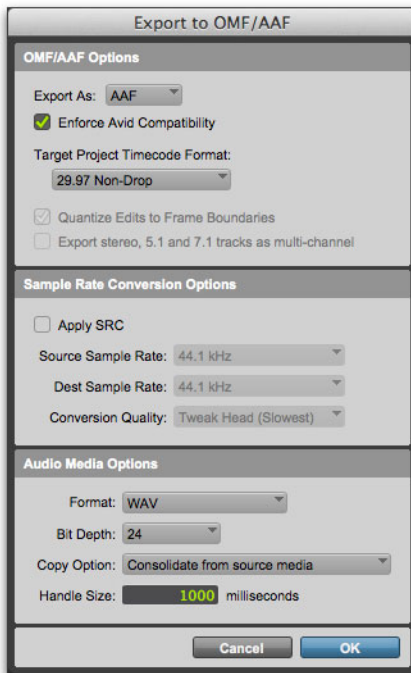 Export to OMF/AAF
OMF/AAF Options
Export As: AAF
Enforce Avid Compatibility
Target Project Timecode Format:
29.97 Non-Drop
Quantize Edits to Frame Boundaries
Export stereo, 5.1 and 7.1 tracks as multi-channel
Sample Rate Conversion Options
Apply SRC
Source Sample Rate: 44.1 kHz
Dest Sample Rate: 44.1 kHz
Conversion Quality: Tweak Head (Slowest)
Audio Media Options
Format: WAV
Bit Depth: 24
Copy Option: Consolidate from source media
Handle Size: 1000 milliseconds
Cancel OK